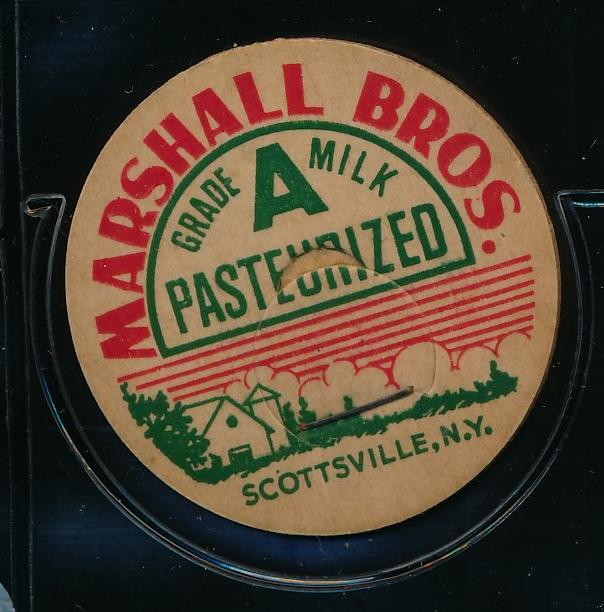 MARSHALL BROS.
GRADE A MILK
PASTEURIZED
SCOTTSVILLE, N.Y.